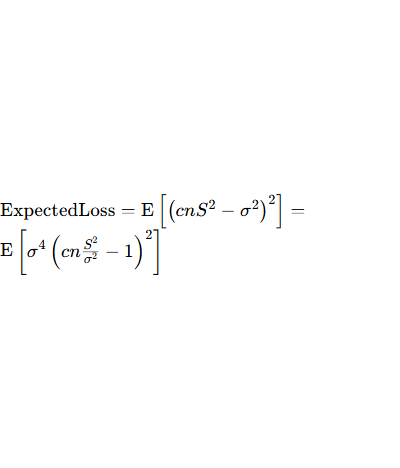 ExpectedLoss = E [(cnS² − σ²)²] =
E [σ⁴ (cn S²/σ² − 1)²]